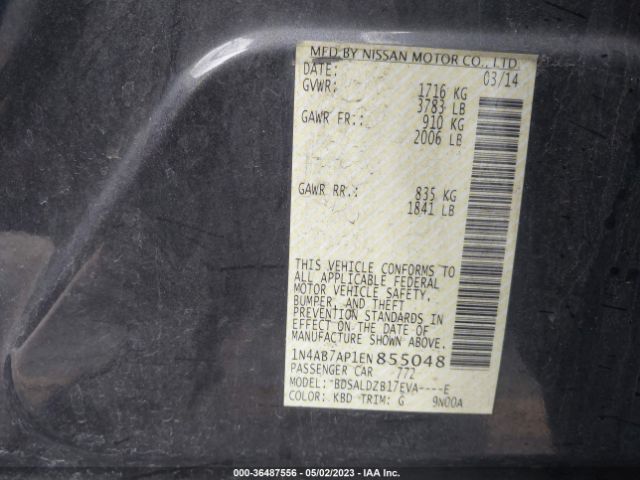 MFD BY NISSAN MOTOR CO., LTD.
DATE: 03/14
GVWR: 1716 KG
3783 LB
GAWR FR.: 910 KG
2006 LB
GAWR RR.: 835 KG
1841 LB
THIS VEHICLE CONFORMS TO
ALL APPLICABLE FEDERAL
MOTOR VEHICLE SAFETY,
BUMPER, AND THEFT
PREVENTION STANDARDS IN
EFFECT ON THE DATE OF
MANUFACTURE SHOWN ABOVE.
1N4AB7AP1EN855048
PASSENGER CAR 772
MODEL: BDSALDZB17EVA----E
COLOR: KBD TRIM: G 9N00A
000-36487556 - 05/02/2023 - IAA Inc.